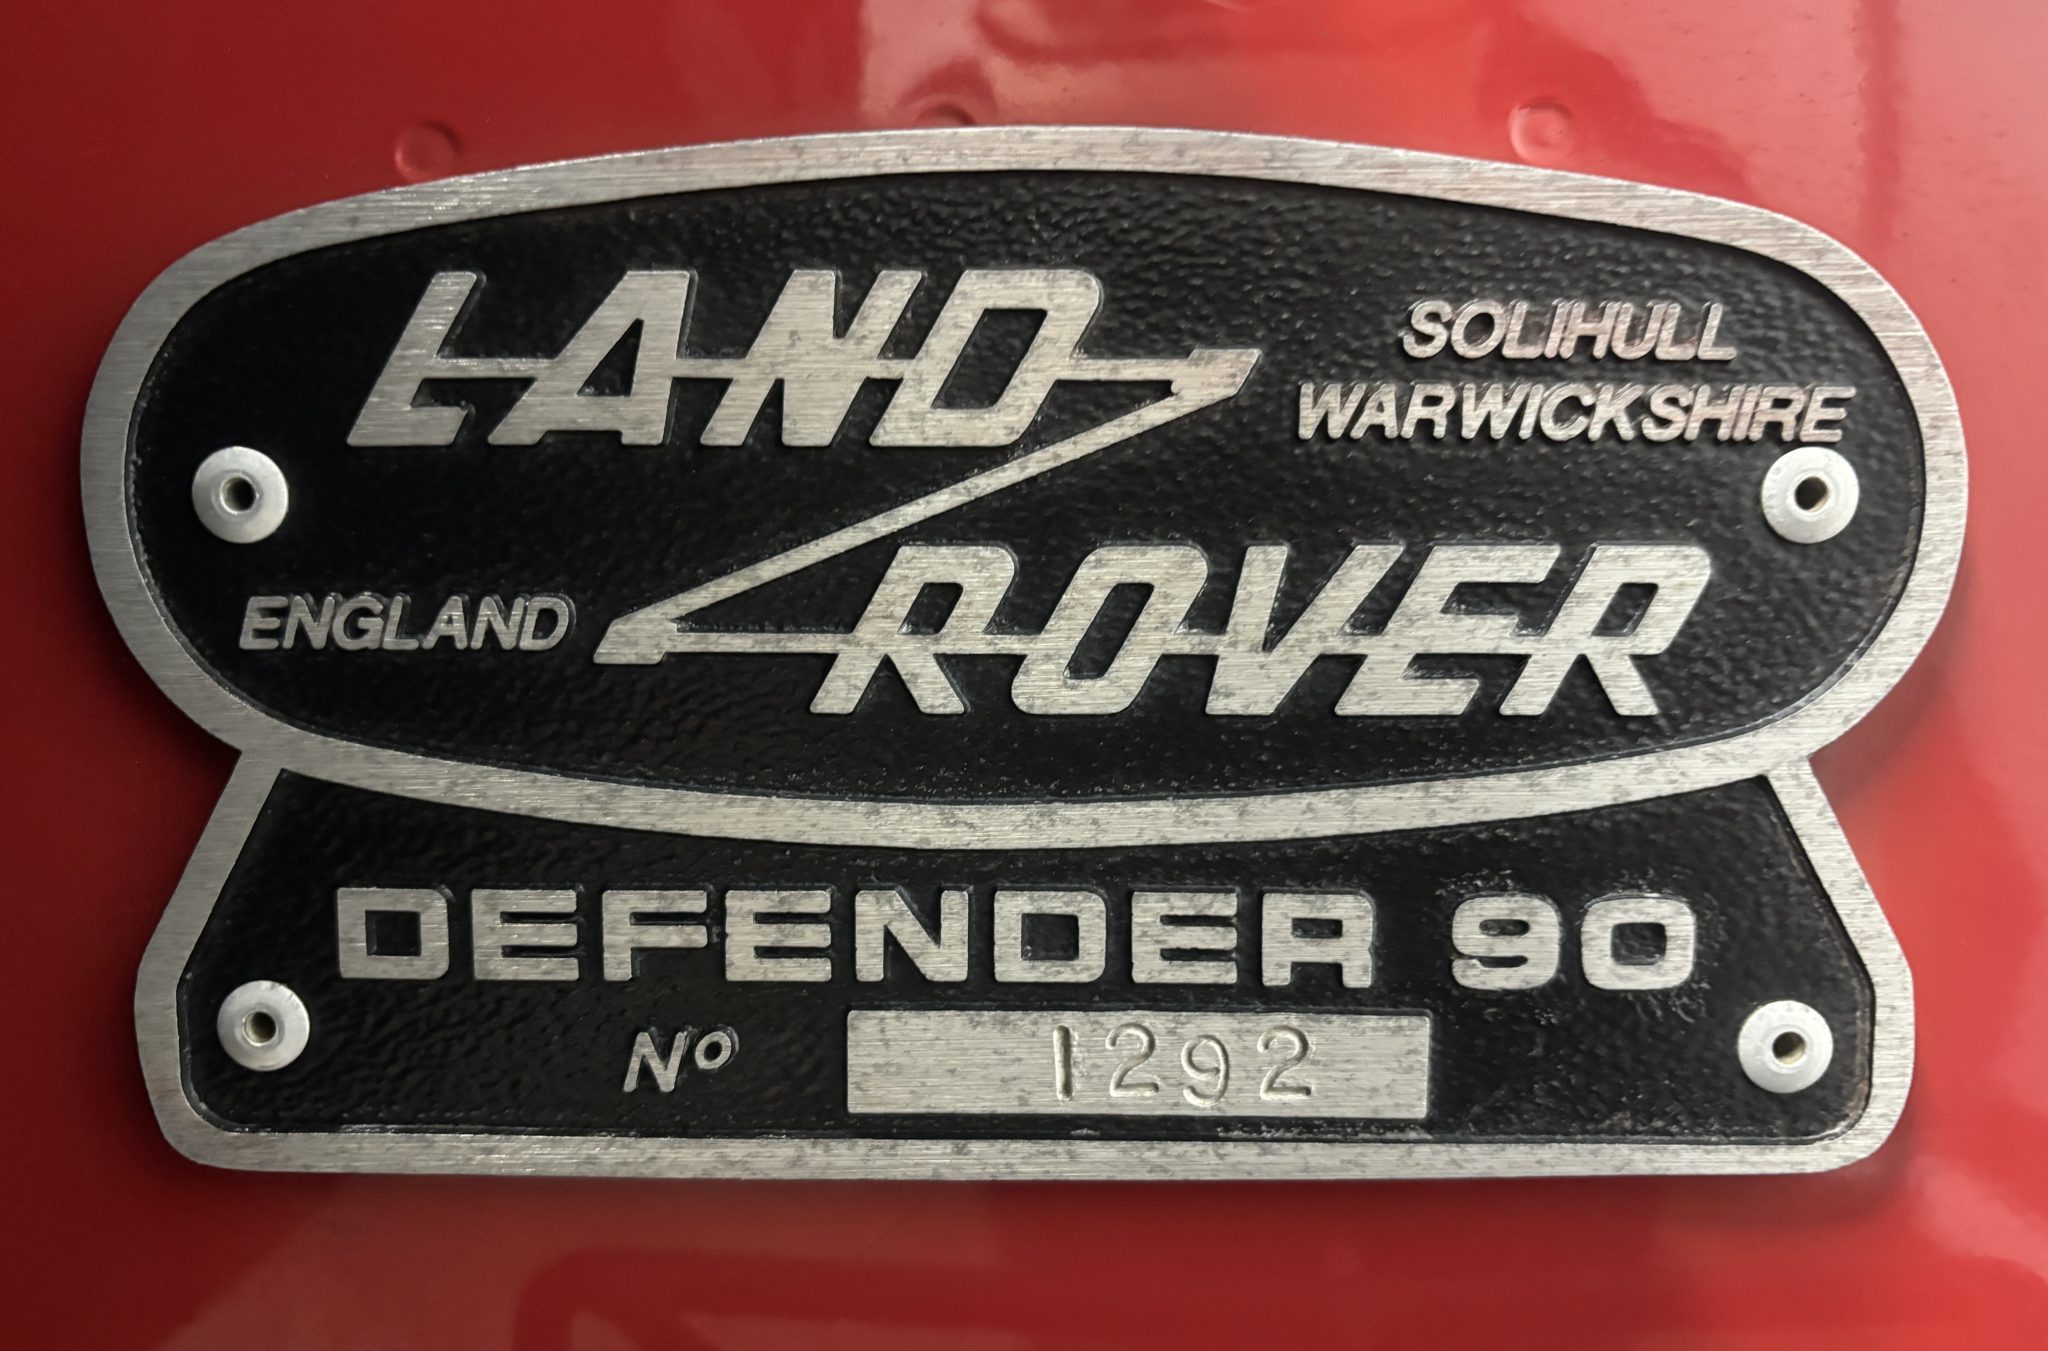 LAND
SOLIHULL
WARWICKSHIRE
ENGLAND
ROVER
DEFENDER 90
Nº 1292